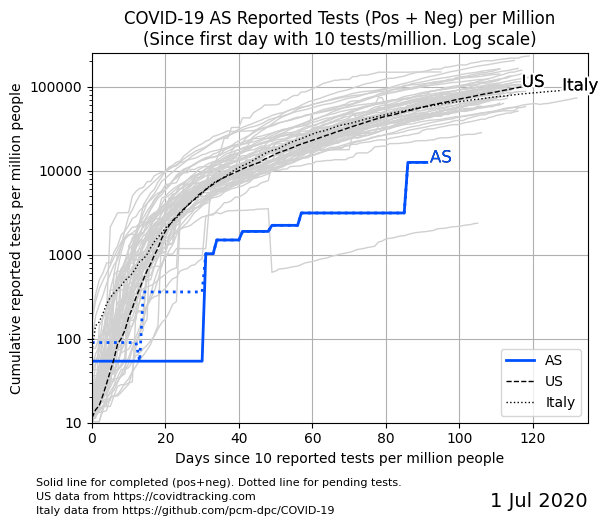 COVID-19 AS Reported Tests (Pos + Neg) per Million
(Since first day with 10 tests/million. Log scale)
Cumulative reported tests per million people
100000
10000
1000
100
10
US
Italy
AS
AS
US
Italy
0
20
40
60
80
100
120
Days since 10 reported tests per million people
Solid line for completed (pos+neg). Dotted line for pending tests.
US data from https://covidtracking.com
Italy data from https://github.com/pcm-dpc/COVID-19
1 Jul 2020